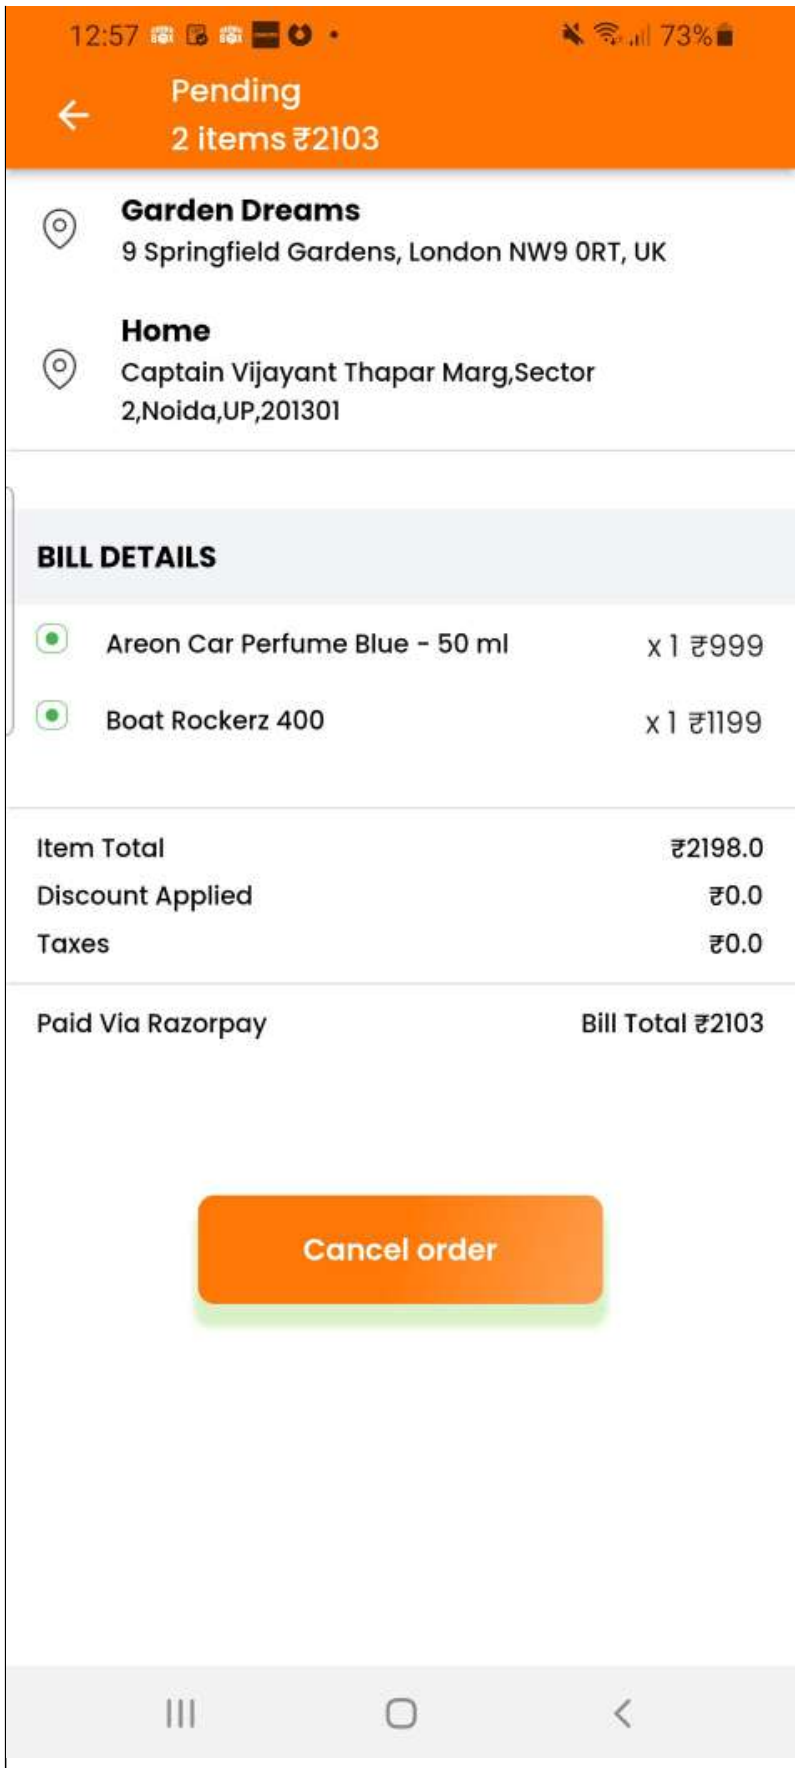 12:57
73%
Pending
2 items ₹2103
Garden Dreams
9 Springfield Gardens, London NW9 0RT, UK
Home
Captain Vijayant Thapar Marg,Sector
2,Noida,UP,201301
BILL DETAILS
Areon Car Perfume Blue - 50 ml x 1 ₹999
Boat Rockerz 400 x 1 ₹1199
Item Total ₹2198.0
Discount Applied ₹0.0
Taxes ₹0.0
Paid Via Razorpay Bill Total ₹2103
Cancel order